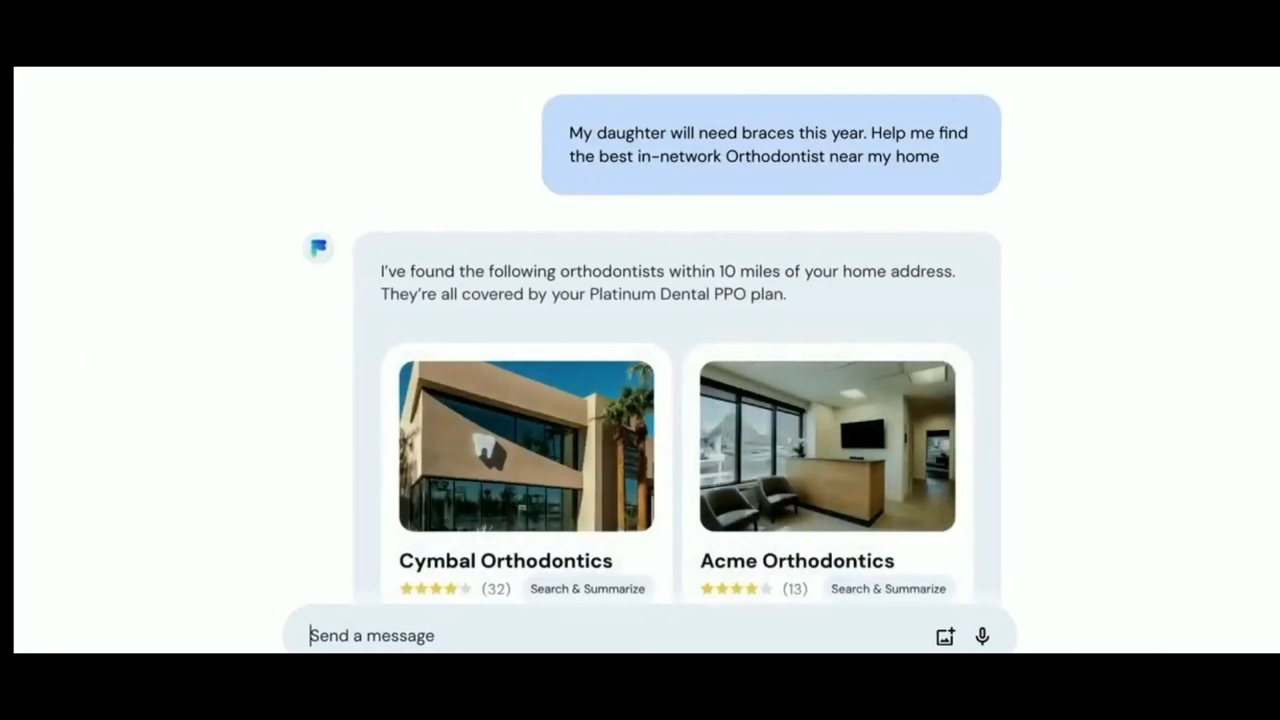 My daughter will need braces this year. Help me find
the best in-network Orthodontist near my home
I've found the following orthodontists within 10 miles of your home address.
They're all covered by your Platinum Dental PPO plan.
Cymbal Orthodontics
(32) Search & Summarize
Acme Orthodontics
(13) Search & Summarize
Send a message